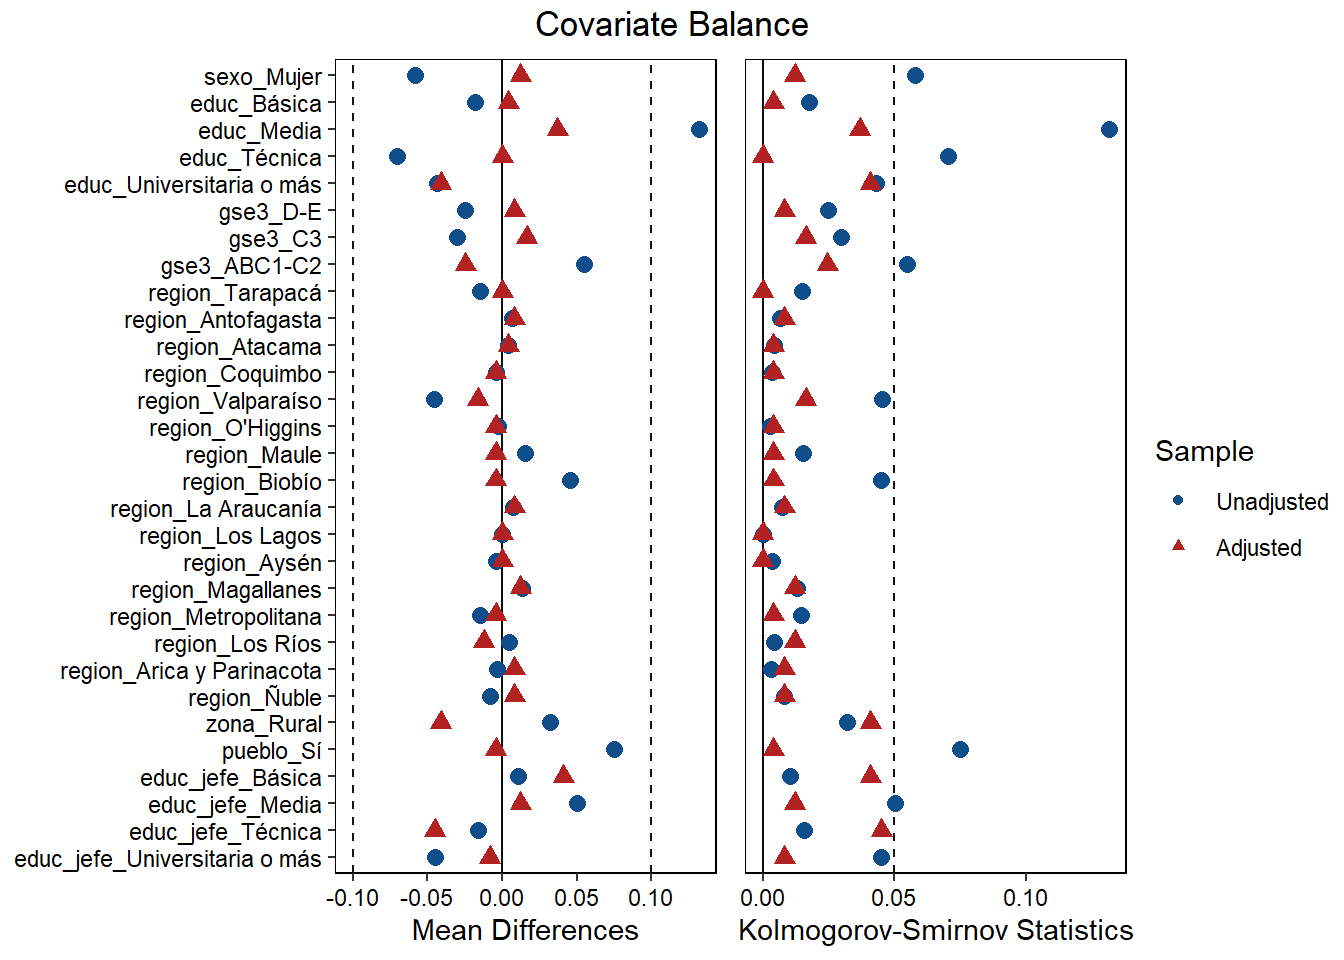 Covariate Balance
sexo_Mujer
educ_Básica
educ_Media
educ_Técnica
educ_Universitaria o más
gse3_D-E
gse3_C3
gse3_ABC1-C2
region_Tarapacá
region_Antofagasta
region_Atacama
region_Coquimbo
region_Valparaíso
region_O'Higgins
region_Maule
region_Biobío
region_La Araucanía
region_Los Lagos
region_Aysén
region_Magallanes
region_Metropolitana
region_Los Ríos
region_Arica y Parinacota
region_Ñuble
zona_Rural
pueblo_Sí
educ_jefe_Básica
educ_jefe_Media
educ_jefe_Técnica
educ_jefe_Universitaria o más
-0.10 -0.05 0.00 0.05 0.10
Mean Differences
0.00 0.05 0.10
Kolmogorov-Smirnov Statistics
Sample
Unadjusted
Adjusted